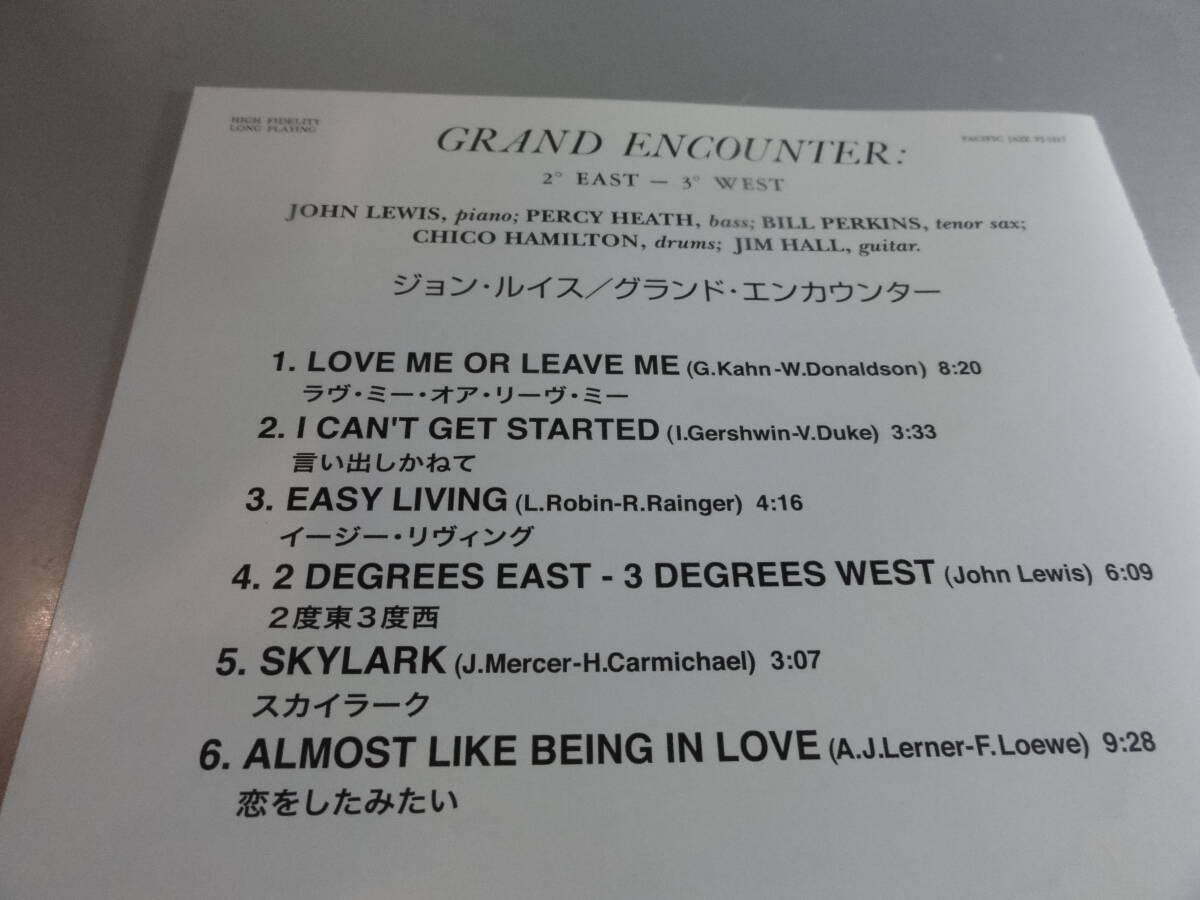 HIGH FIDELITY
LONG PLAYING
PACIFIC JAZZ PJ-1217
GRAND ENCOUNTER:
2° EAST — 3° WEST
JOHN LEWIS, piano; PERCY HEATH, bass; BILL PERKINS, tenor sax;
CHICO HAMILTON, drums; JIM HALL, guitar.
ジョン・ルイス／グランド・エンカウンター
1. LOVE ME OR LEAVE ME (G.Kahn-W.Donaldson) 8:20
ラヴ・ミー・オア・リーヴ・ミー
2. I CAN'T GET STARTED (I.Gershwin-V.Duke) 3:33
言い出しかねて
3. EASY LIVING (L.Robin-R.Rainger) 4:16
イージー・リヴィング
4. 2 DEGREES EAST - 3 DEGREES WEST (John Lewis) 6:09
２度東３度西
5. SKYLARK (J.Mercer-H.Carmichael) 3:07
スカイラーク
6. ALMOST LIKE BEING IN LOVE (A.J.Lerner-F.Loewe) 9:28
恋をしたみたい